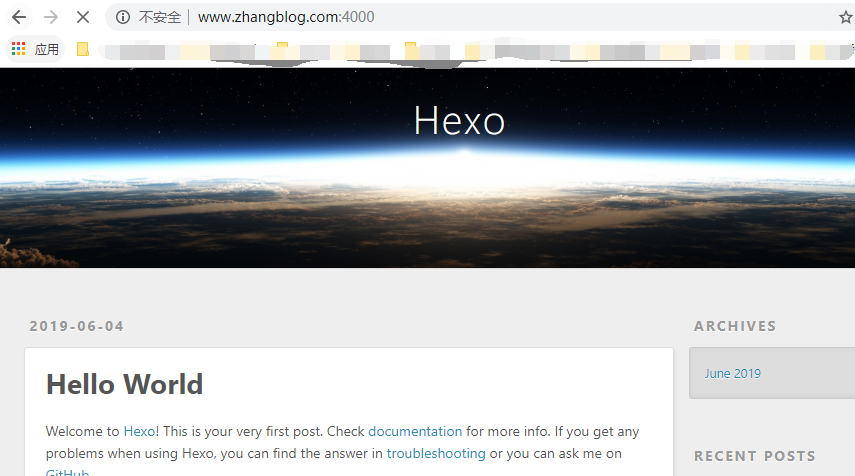 不安全 www.zhangblog.com:4000
应用
Hexo
2019-06-04
Hello World
Welcome to Hexo! This is your very first post. Check documentation for more info. If you get any
problems when using Hexo, you can find the answer in troubleshooting or you can ask me on
GitHub
ARCHIVES
June 2019
RECENT POSTS